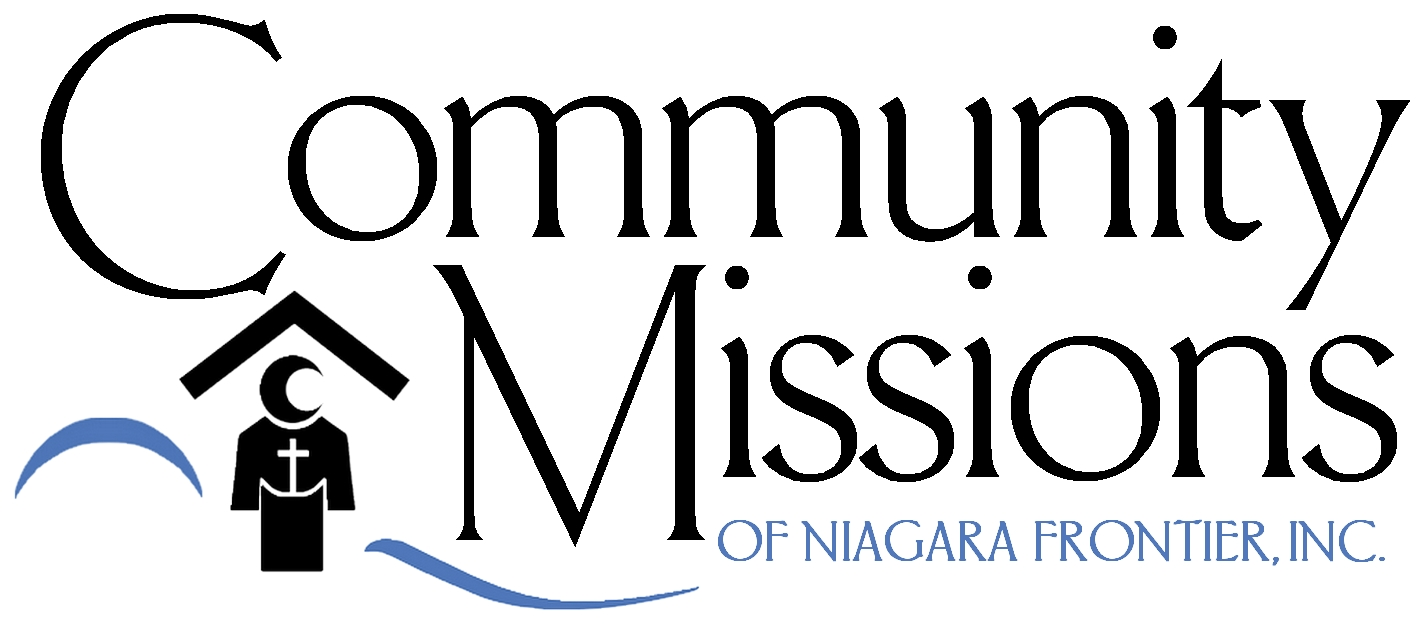 Community
Missions
OF NIAGARA FRONTIER, INC.